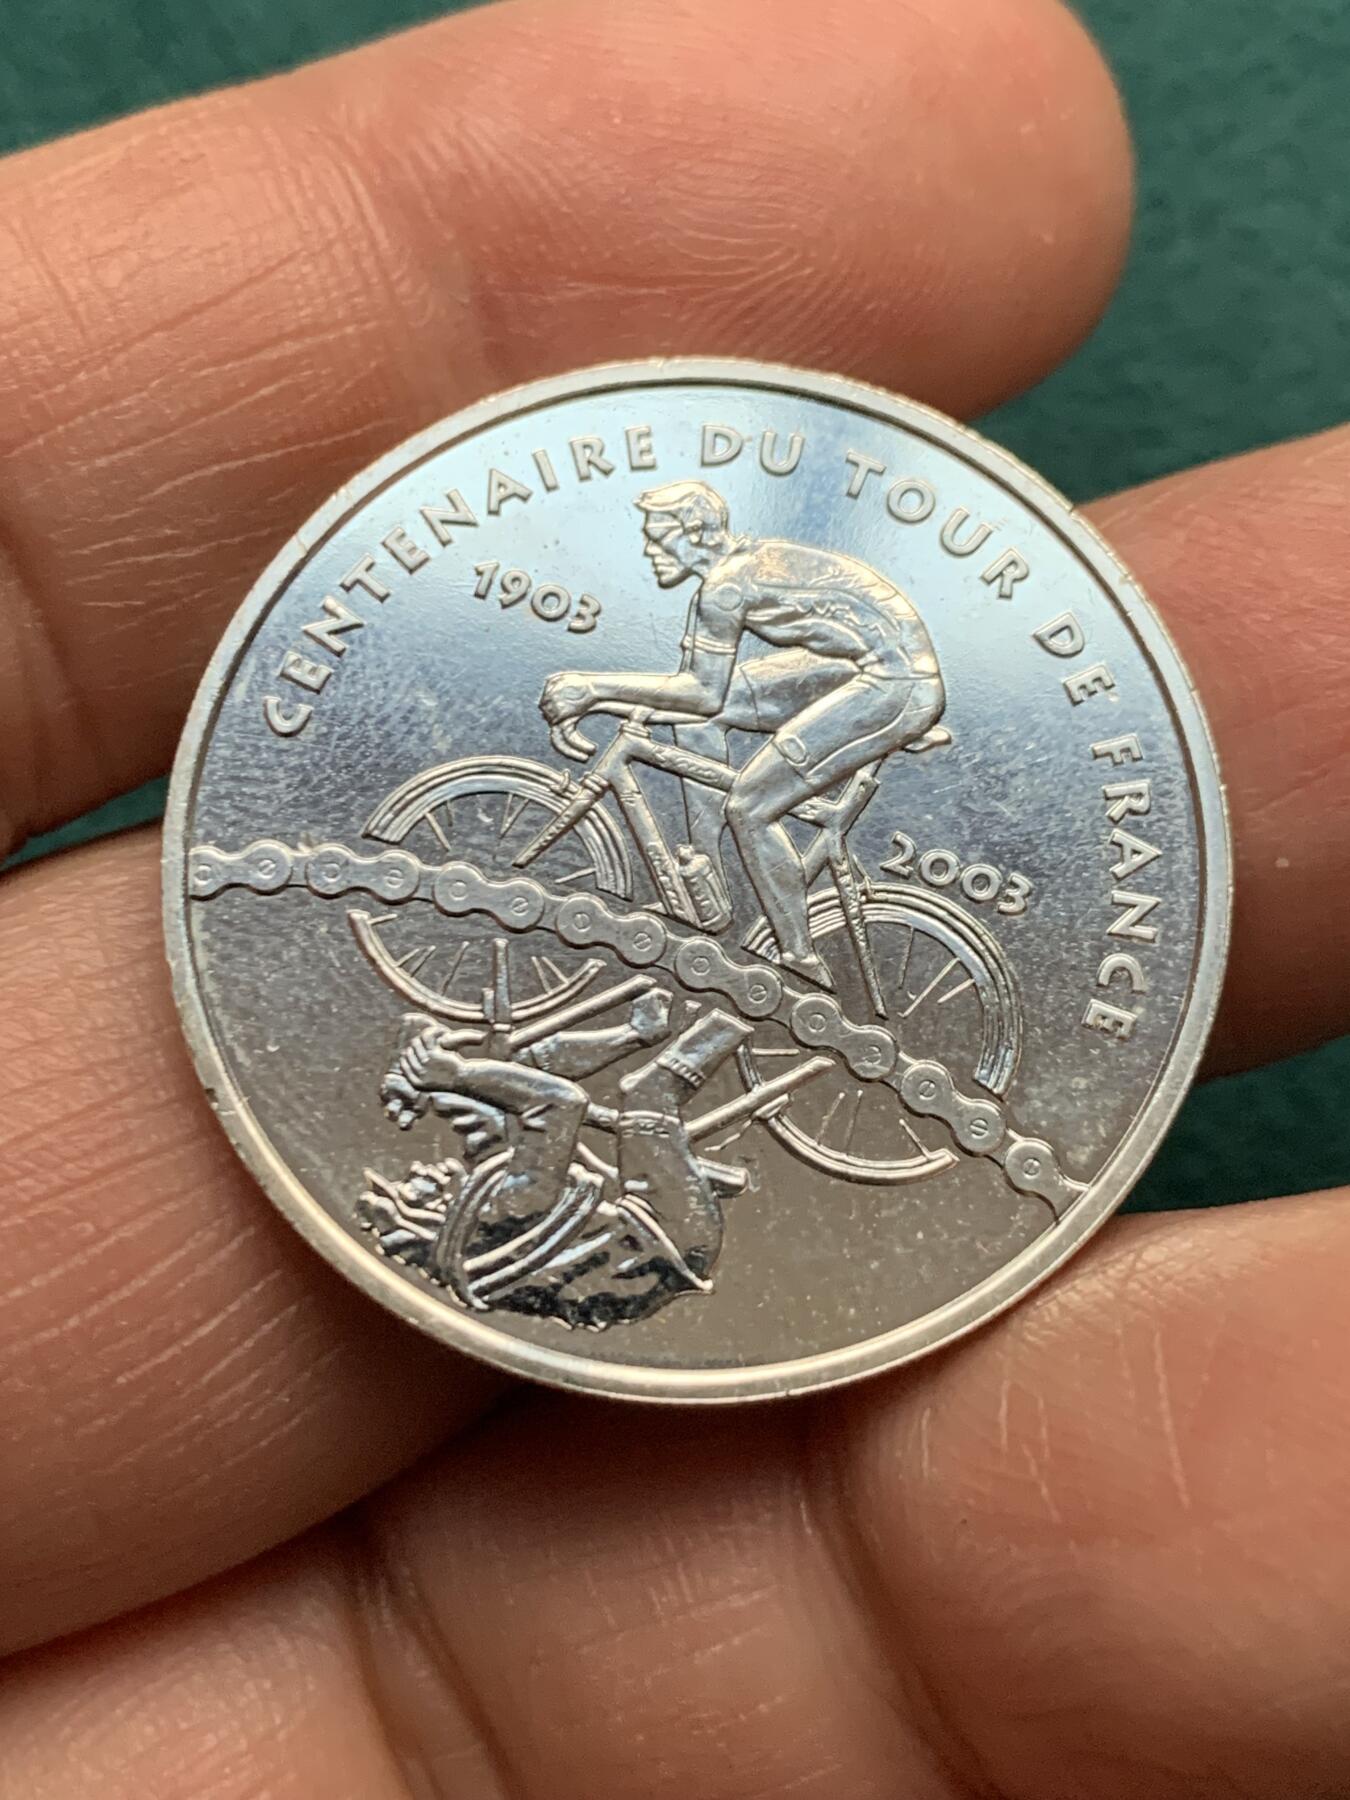 CENTENAIRE DU TOUR DE FRANCE
1903
2003